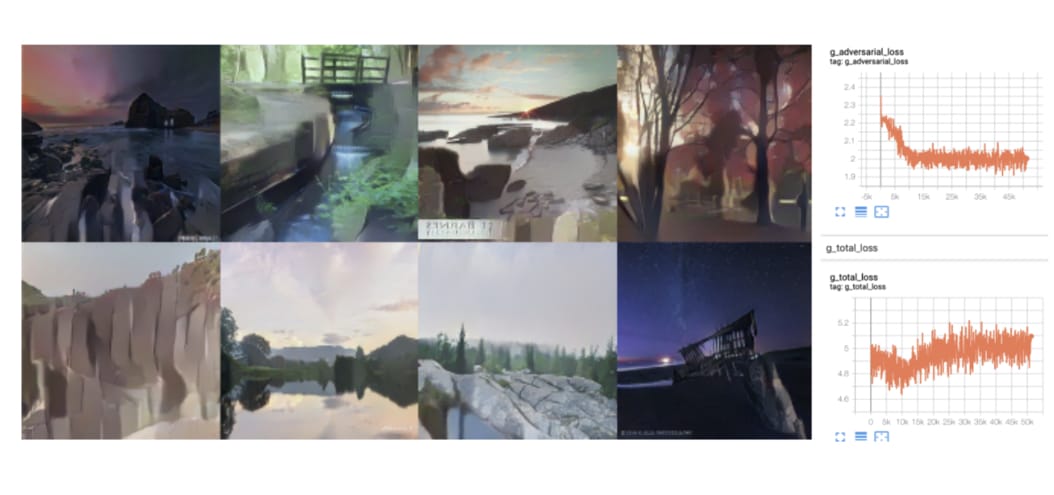 g_adversarial_loss
tag: g_adversarial_loss
2.4
2.2
2.1
2
1.9
-5k 5k 15k 25k 35k 45k
g_total_loss
g_total_loss
tag: g_total_loss
5.2
5
4.8
4.6
0 5k 10k 15k 20k 25k 30k 35k 40k 45k 50k